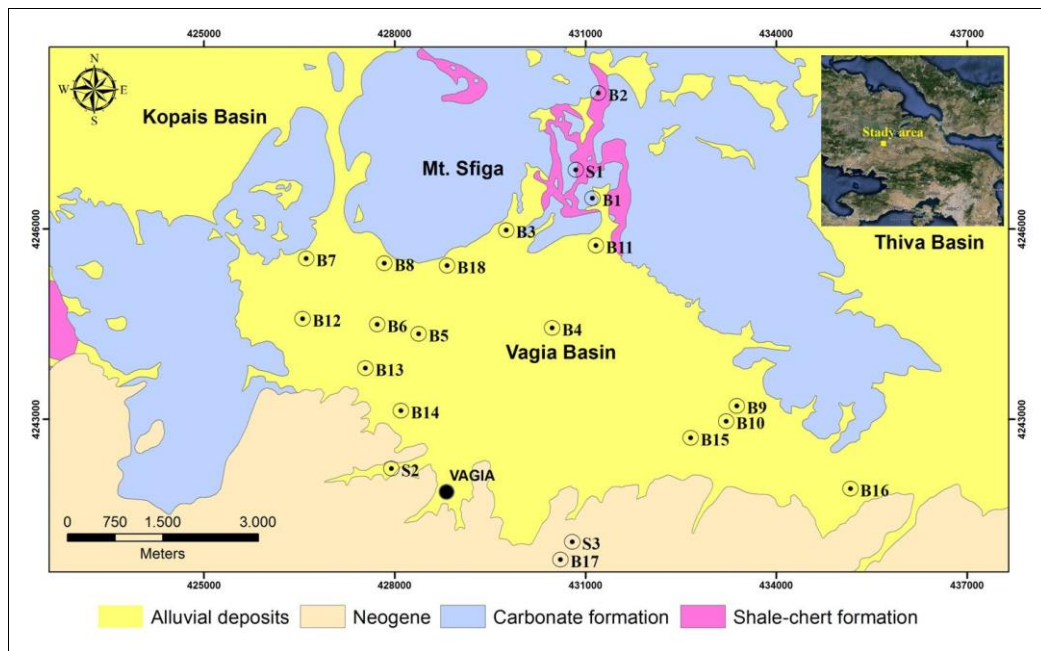 425000 428000 431000 434000 437000
N
W E
S
Kopais Basin
Mt. Sfiga
B2
S1
B1
Stady area
Thiva Basin
4246000 4246000
B3
B11
B7
B8
B18
B12
B6
B5
B4
Vagia Basin
B13
B14
B9
B10
B15
4243000 4243000
S2
VAGIA
B16
S3
B17
0 750 1.500 3.000
Meters
425000 428000 431000 434000 437000
Alluvial deposits Neogene Carbonate formation Shale-chert formation